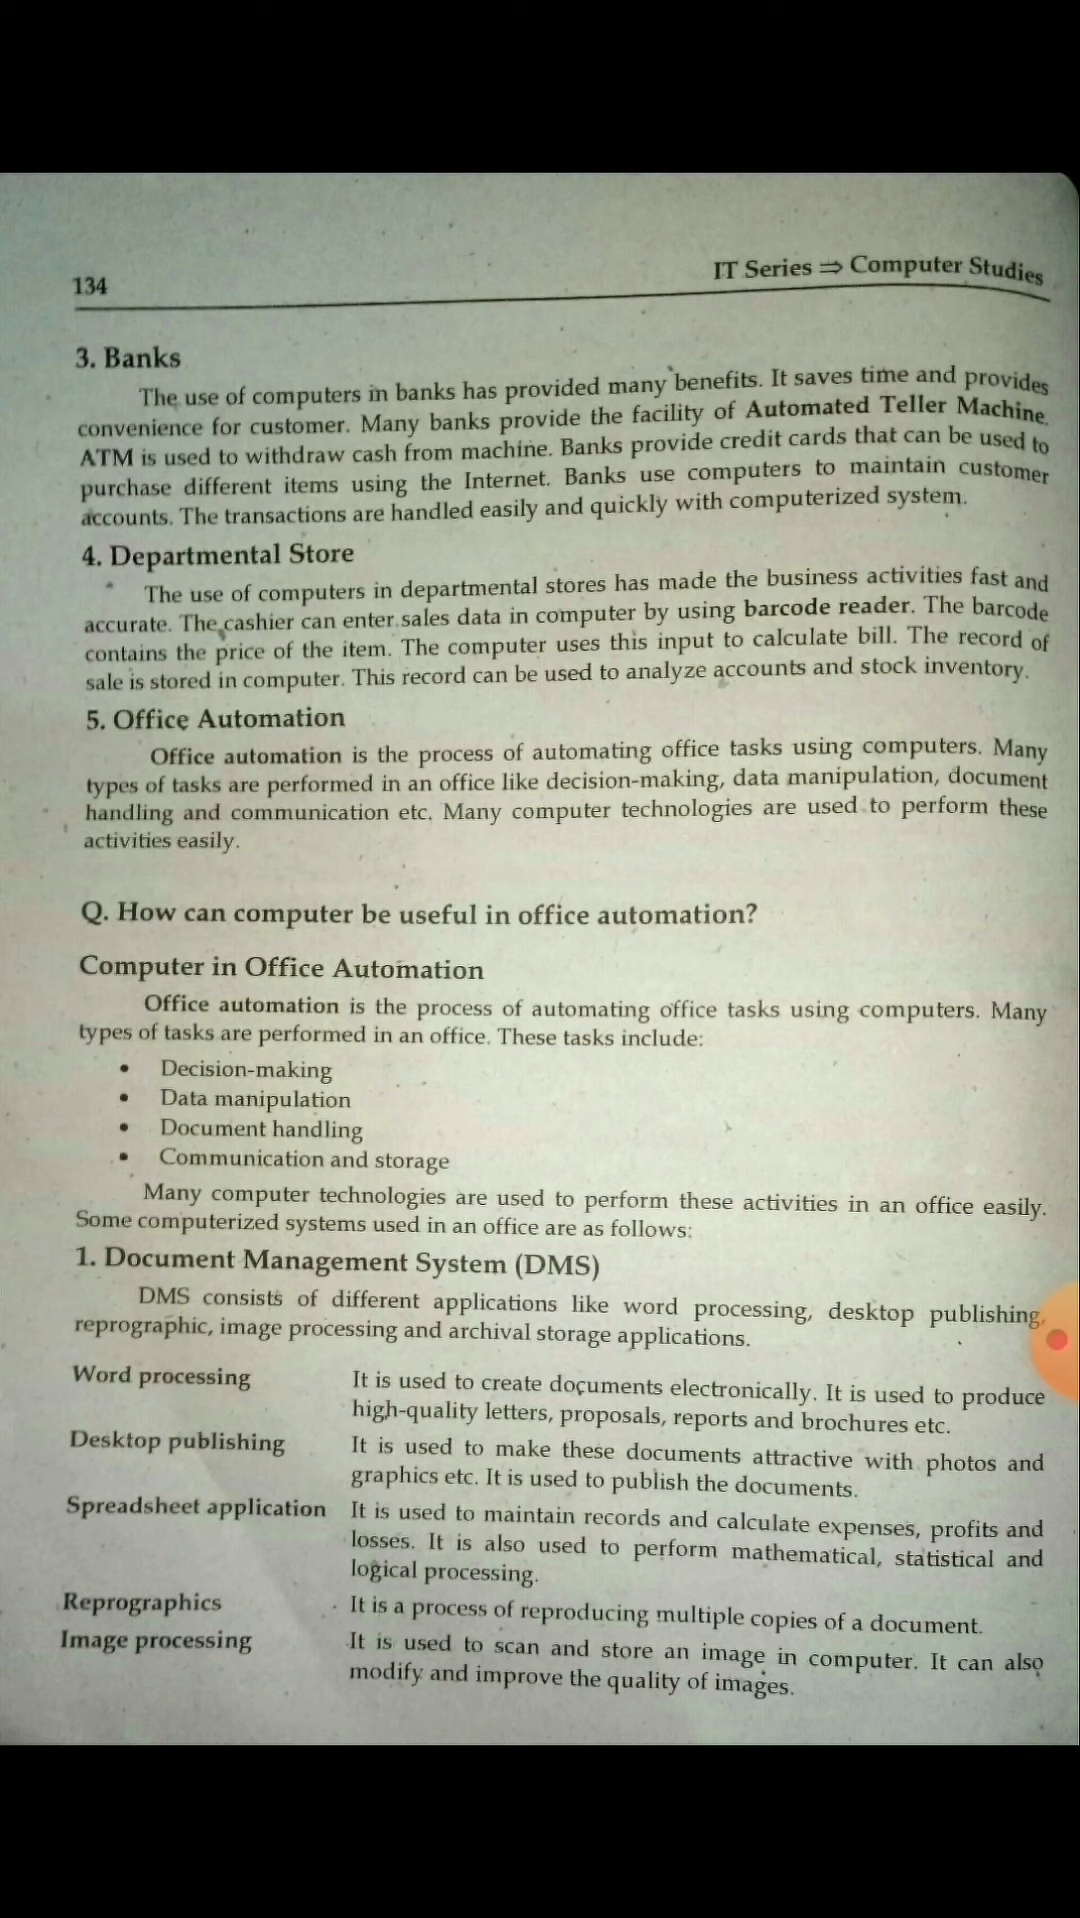 134
IT Series ⇒ Computer Studies
3. Banks
The use of computers in banks has provided many benefits. It saves time and provides
convenience for customer. Many banks provide the facility of Automated Teller Machine.
ATM is used to withdraw cash from machine. Banks provide credit cards that can be used to
purchase different items using the Internet. Banks use computers to maintain customer
accounts. The transactions are handled easily and quickly with computerized system.
4. Departmental Store
The use of computers in departmental stores has made the business activities fast and
accurate. The cashier can enter sales data in computer by using barcode reader. The barcode
contains the price of the item. The computer uses this input to calculate bill. The record of
sale is stored in computer. This record can be used to analyze accounts and stock inventory.
5. Office Automation
Office automation is the process of automating office tasks using computers. Many
types of tasks are performed in an office like decision-making, data manipulation, document
handling and communication etc. Many computer technologies are used to perform these
activities easily.
Q. How can computer be useful in office automation?
Computer in Office Automation
Office automation is the process of automating office tasks using computers. Many
types of tasks are performed in an office. These tasks include:
• Decision-making
• Data manipulation
• Document handling
• Communication and storage
Many computer technologies are used to perform these activities in an office easily.
Some computerized systems used in an office are as follows:
1. Document Management System (DMS)
DMS consists of different applications like word processing, desktop publishing,
reprographic, image processing and archival storage applications.
Word processing It is used to create documents electronically. It is used to produce
high-quality letters, proposals, reports and brochures etc.
Desktop publishing It is used to make these documents attractive with photos and
graphics etc. It is used to publish the documents.
Spreadsheet application It is used to maintain records and calculate expenses, profits and
losses. It is also used to perform mathematical, statistical and
logical processing.
Reprographics It is a process of reproducing multiple copies of a document.
Image processing It is used to scan and store an image in computer. It can also
modify and improve the quality of images.